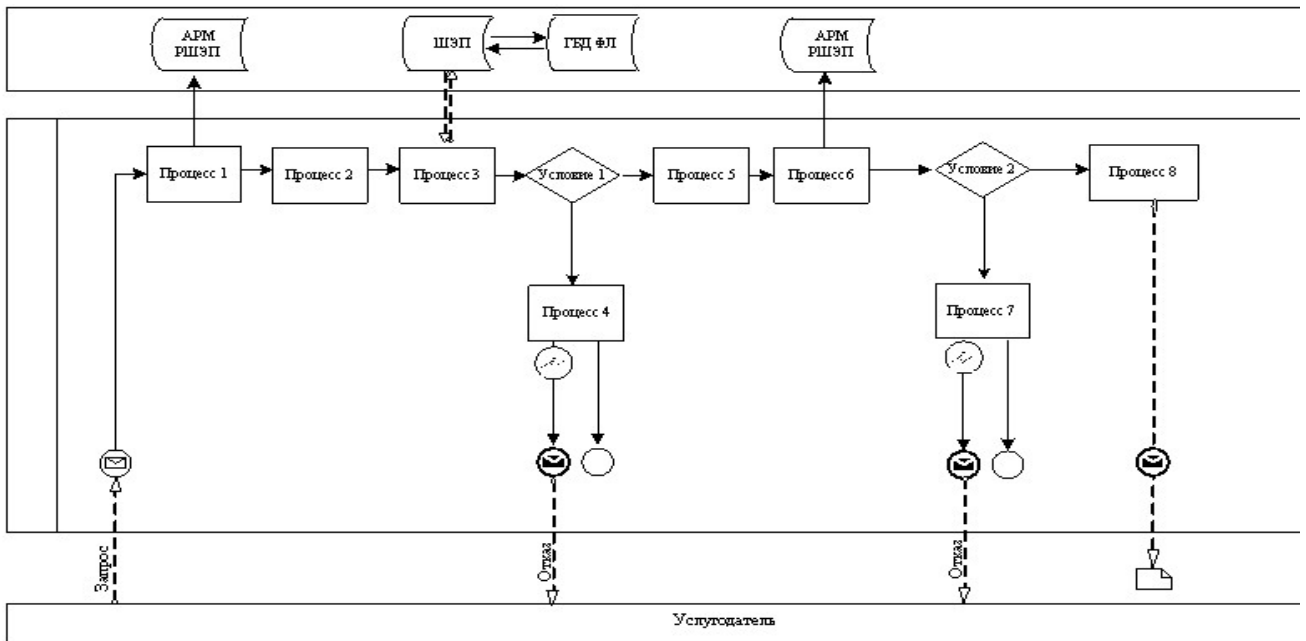 АРМ
РШЭП
ШЭП
ГБД ФЛ
АРМ
РШЭП
Процесс 1
Процесс 2
Процесс 3
Условие 1
Процесс 5
Процесс 6
Условие 2
Процесс 8
Процесс 4
Процесс 7
Запрос
Отказ
Отказ
Услугодатель